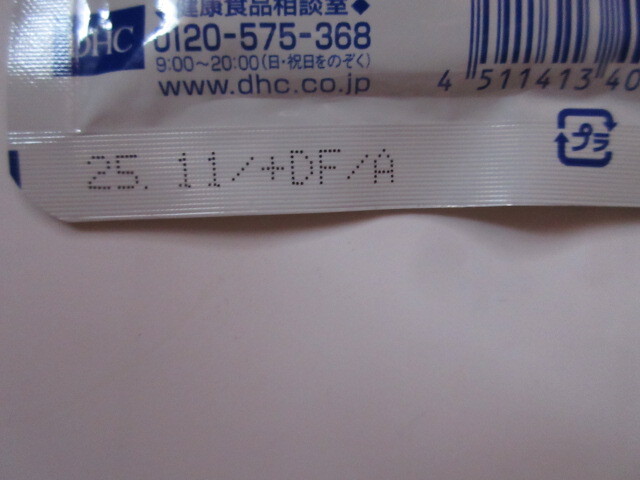 健康食品相談室◆
DHC
0120-575-368
9:00～20:00(日・祝日をのぞく)
www.dhc.co.jp
4 511413 40
プラ
25. 11/+DF/A